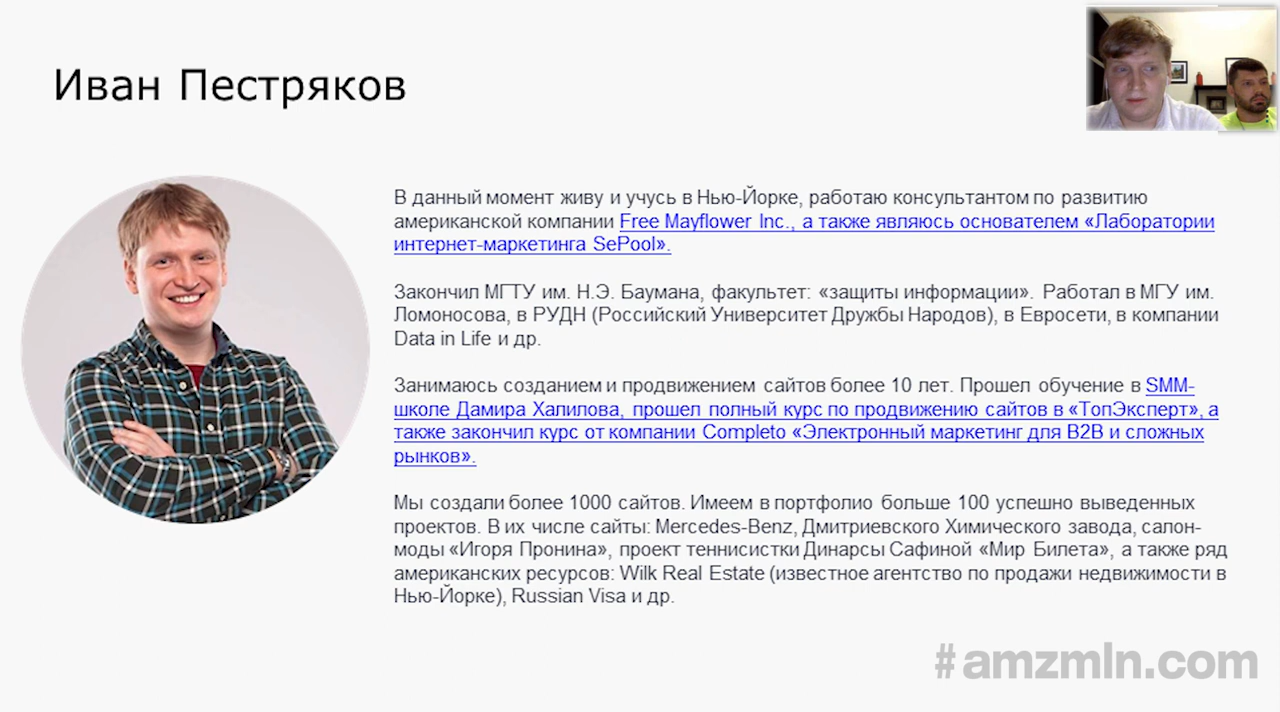 Иван Пестряков
В данный момент живу и учусь в Нью-Йорке, работаю консультантом по развитию
американской компании Free Mayflower Inc., а также являюсь основателем «Лаборатории
интернет-маркетинга SePool».
Закончил МГТУ им. Н.Э. Баумана, факультет: «защиты информации». Работал в МГУ им.
Ломоносова, в РУДН (Российский Университет Дружбы Народов), в Евросети, в компании
Data in Life и др.
Занимаюсь созданием и продвижением сайтов более 10 лет. Прошел обучение в SMM-
школе Дамира Халилова, прошел полный курс по продвижению сайтов в «ТопЭксперт», а
также закончил курс от компании Completo «Электронный маркетинг для B2B и сложных
рынков».
Мы создали более 1000 сайтов. Имеем в портфолио больше 100 успешно выведенных
проектов. В их числе сайты: Mercedes-Benz, Дмитриевского Химического завода, салон-
моды «Игоря Пронина», проект теннисистки Динарсы Сафиной «Мир Билета», а также ряд
американских ресурсов: Wilk Real Estate (известное агентство по продажи недвижимости в
Нью-Йорке), Russian Visa и др.
#amzmln.com